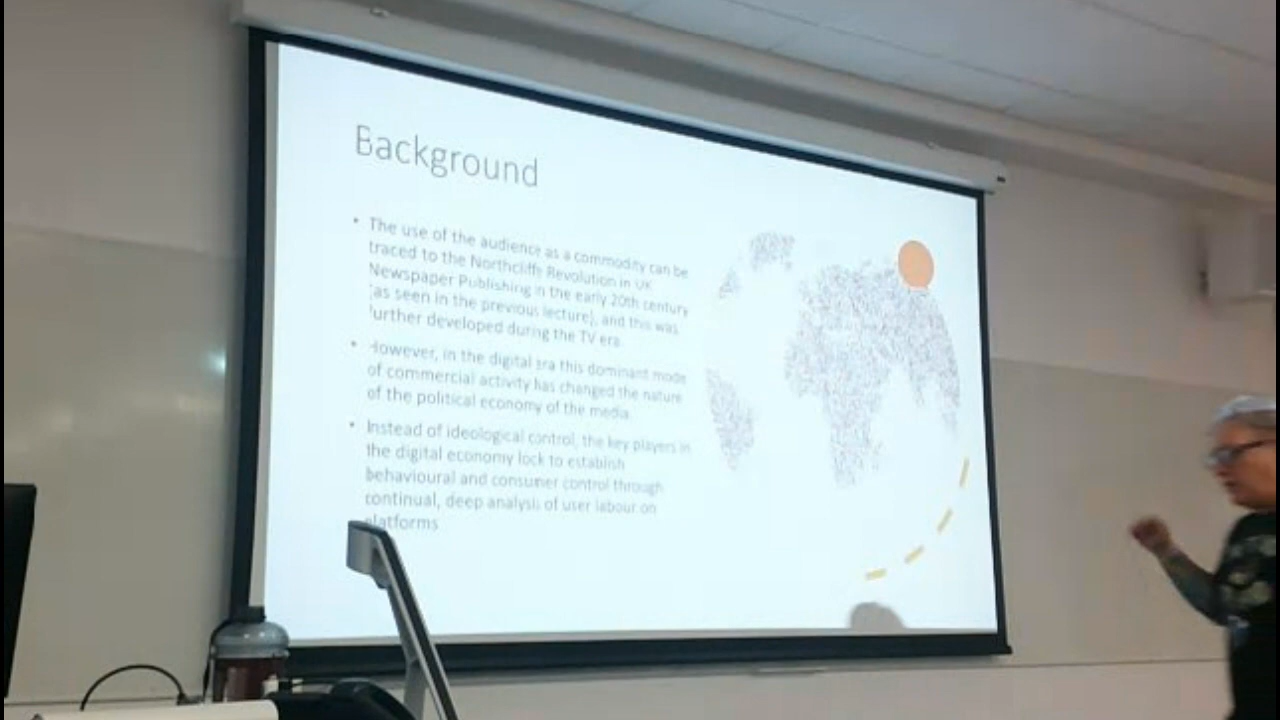 Background
• The use of the audience as a commodity can be
traced to the Northcliffe Revolution in UK
Newspaper Publishing in the early 20th century
(as seen in the previous lecture), and this was
further developed during the TV era
• However, in the digital era this dominant mode
of commercial activity has changed the nature
of the political economy of the media
• Instead of ideological control, the key players in
the digital economy look to establish
behavioural and consumer control through
continual, deep analysis of user labour on
platforms